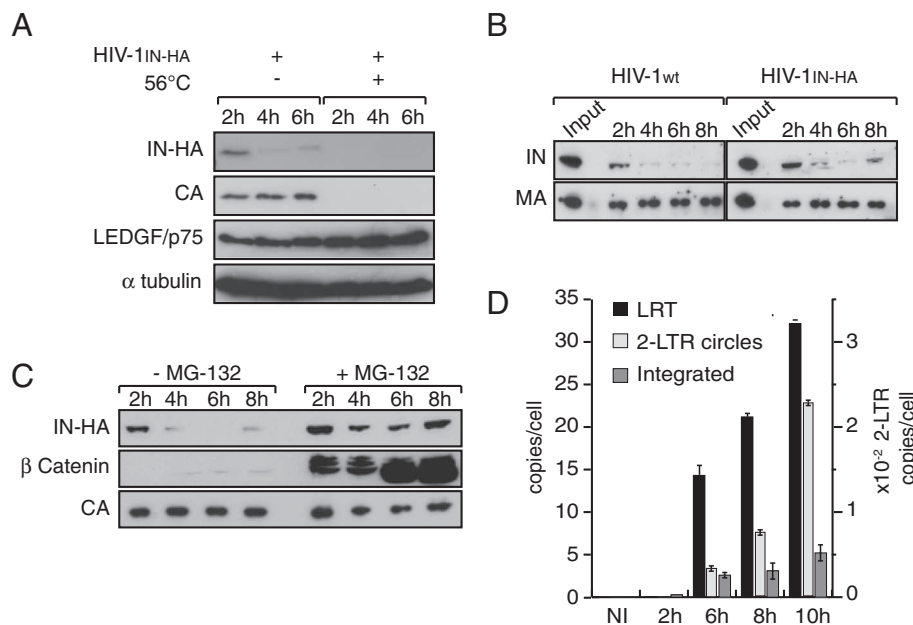 A
HIV-1IN-HA + +
56°C - +
2h 4h 6h 2h 4h 6h
IN-HA
CA
LEDGF/p75
α tubulin
B
HIV-1wt HIV-1IN-HA
Input 2h 4h 6h 8h Input 2h 4h 6h 8h
IN
MA
C
- MG-132 + MG-132
2h 4h 6h 8h 2h 4h 6h 8h
IN-HA
β Catenin
CA
D
LRT
2-LTR circles
Integrated
copies/cell
35
30
25
20
15
10
5
0
NI 2h 6h 8h 10h
3
2
1
0
x10⁻² 2-LTR
copies/cell